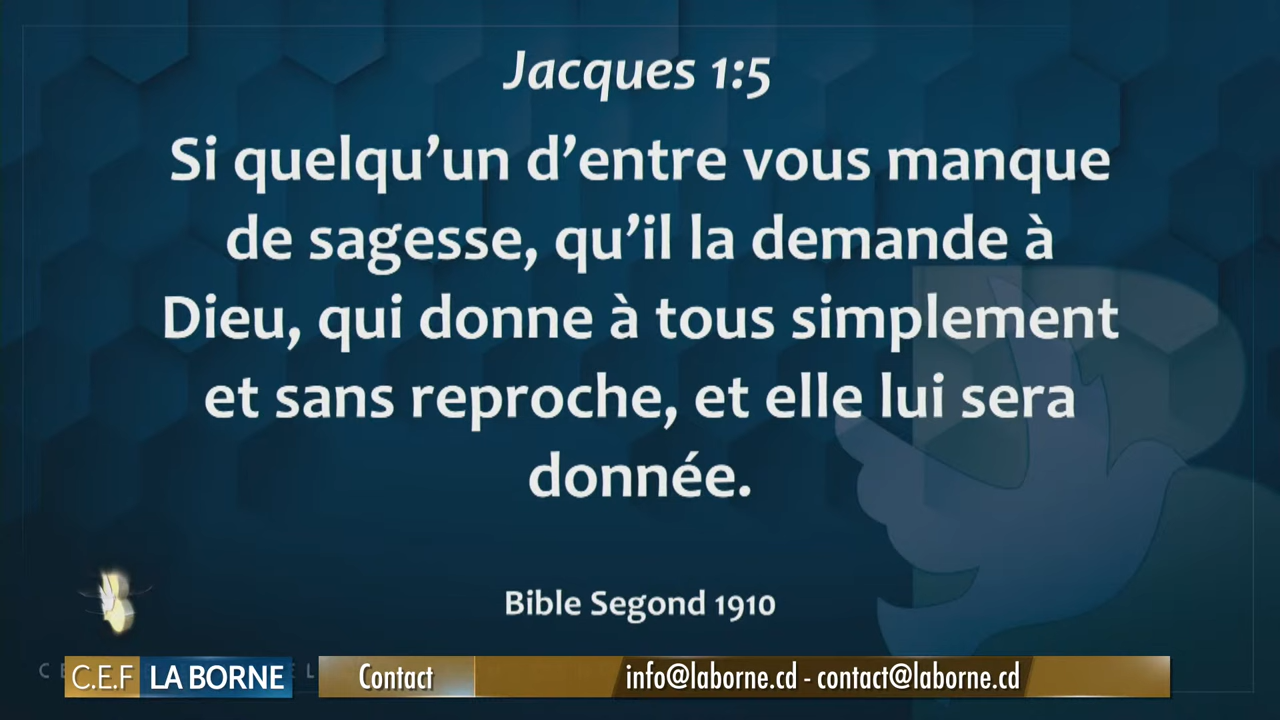 Jacques 1:5
Si quelqu’un d’entre vous manque
de sagesse, qu’il la demande à
Dieu, qui donne à tous simplement
et sans reproche, et elle lui sera
donnée.
Bible Segond 1910
C.E.F LA BORNE Contact info@laborne.cd - contact@laborne.cd